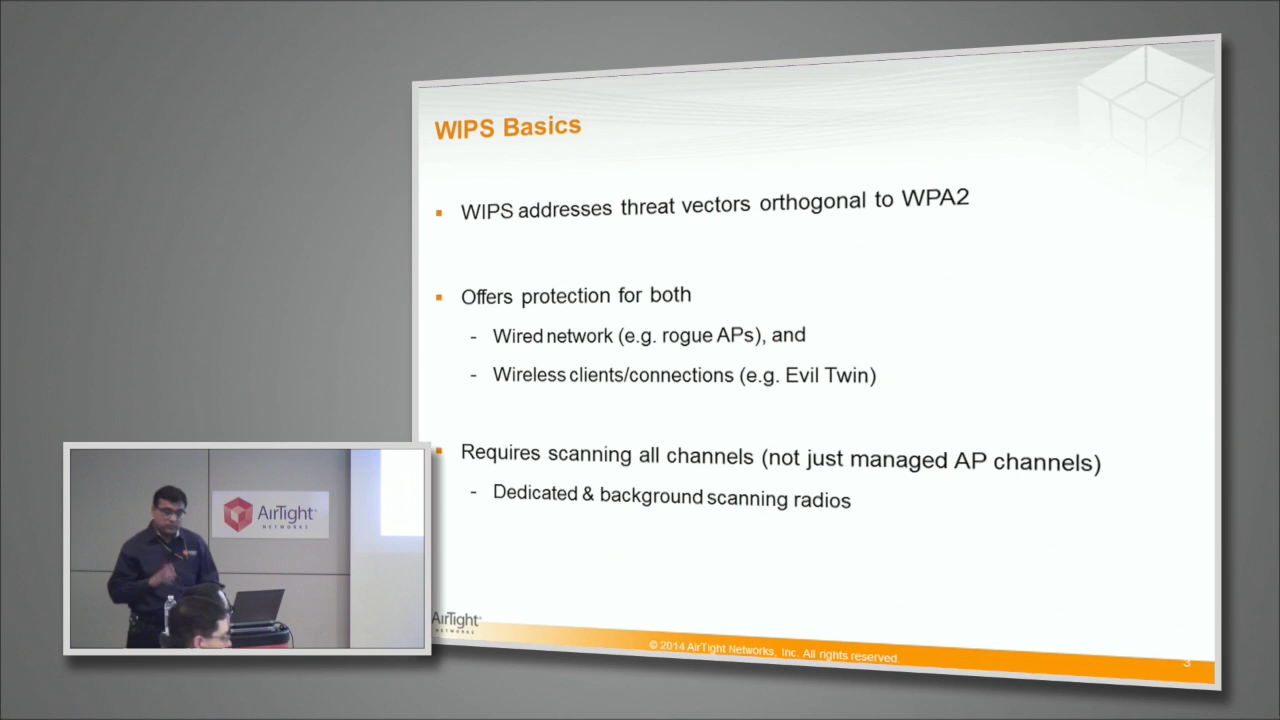 WIPS Basics
▪ WIPS addresses threat vectors orthogonal to WPA2
▪ Offers protection for both
- Wired network (e.g. rogue APs), and
- Wireless clients/connections (e.g. Evil Twin)
▪ Requires scanning all channels (not just managed AP channels)
- Dedicated & background scanning radios
AirTight
NETWORKS
AirTight
NETWORKS
© 2014 AirTight Networks, Inc. All rights reserved.
3